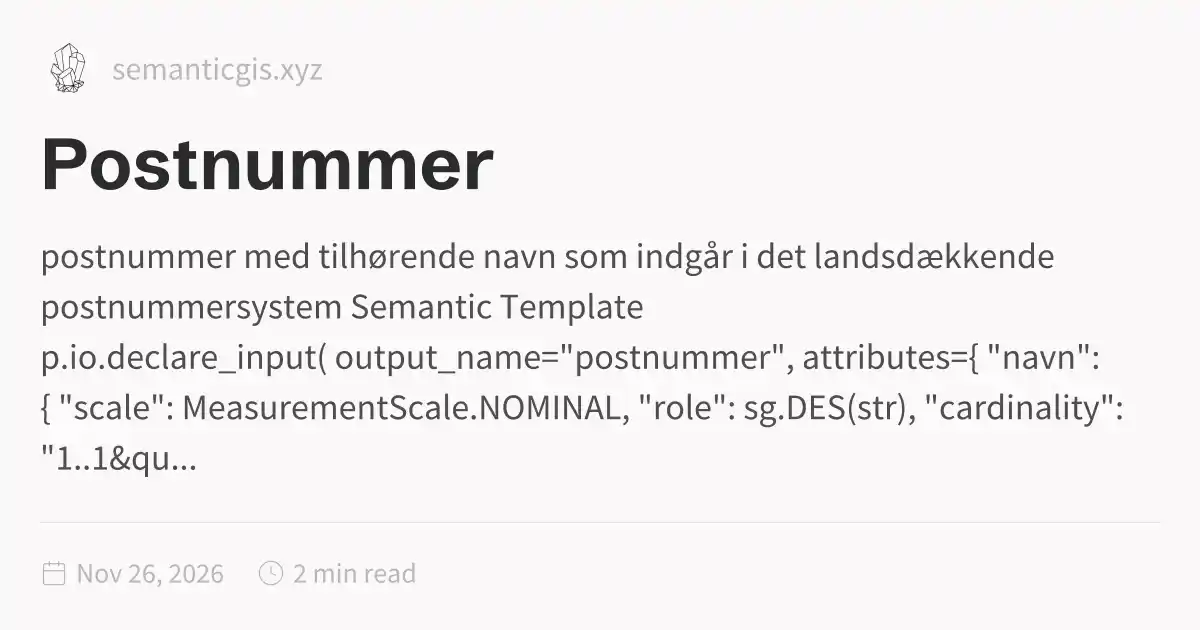 semanticgis.xyz
Postnummer
postnummer med tilhørende navn som indgår i det landsdækkende
postnummersystem Semantic Template
p.io.declare_input( output_name="postnummer", attributes={ "navn":
{ "scale": MeasurementScale.NOMINAL, "role": sg.DES(str), "cardinality":
"1..1&qu...
Nov 26, 2026 2 min read